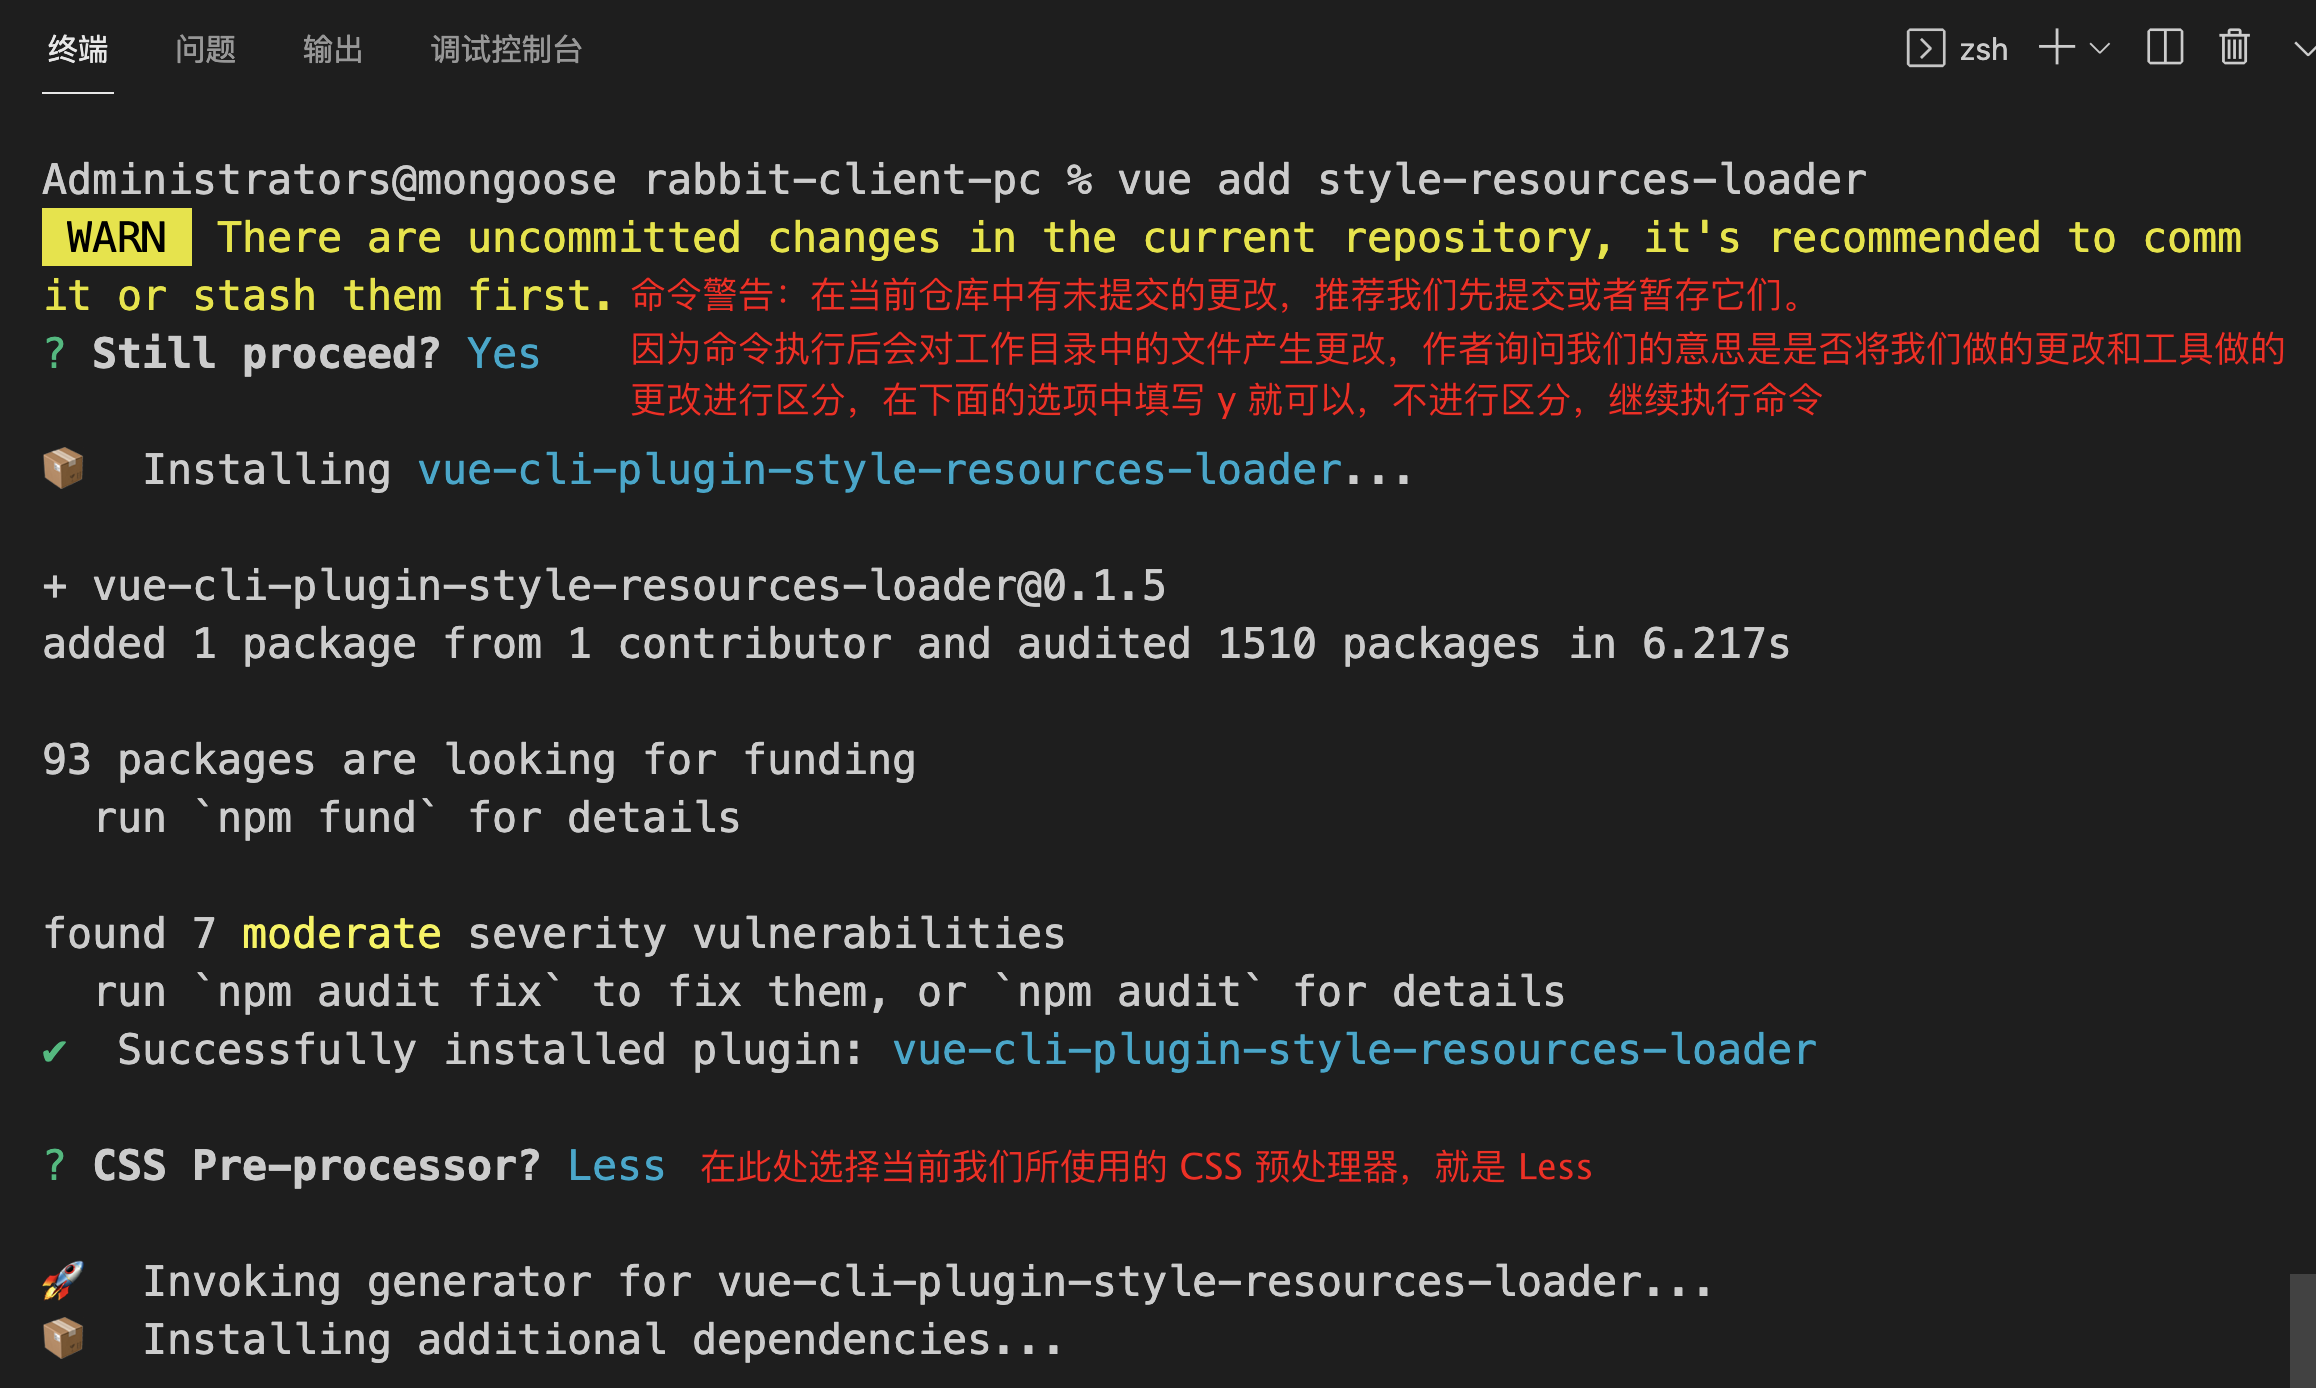 终端 问题 输出 调试控制台 zsh
Administrators@mongoose rabbit-client-pc % vue add style-resources-loader
WARN There are uncommitted changes in the current repository, it's recommended to comm
it or stash them first. 命令警告：在当前仓库中有未提交的更改，推荐我们先提交或者暂存它们。
? Still proceed? Yes 因为命令执行后会对工作目录中的文件产生更改，作者询问我们的意思是是否将我们做的更改和工具做的
更改进行区分，在下面的选项中填写 y 就可以，不进行区分，继续执行命令
📦 Installing vue-cli-plugin-style-resources-loader...
+ vue-cli-plugin-style-resources-loader@0.1.5
added 1 package from 1 contributor and audited 1510 packages in 6.217s
93 packages are looking for funding
run `npm fund` for details
found 7 moderate severity vulnerabilities
run `npm audit fix` to fix them, or `npm audit` for details
✔ Successfully installed plugin: vue-cli-plugin-style-resources-loader
? CSS Pre-processor? Less 在此处选择当前我们所使用的 CSS 预处理器，就是 Less
🚀 Invoking generator for vue-cli-plugin-style-resources-loader...
📦 Installing additional dependencies...